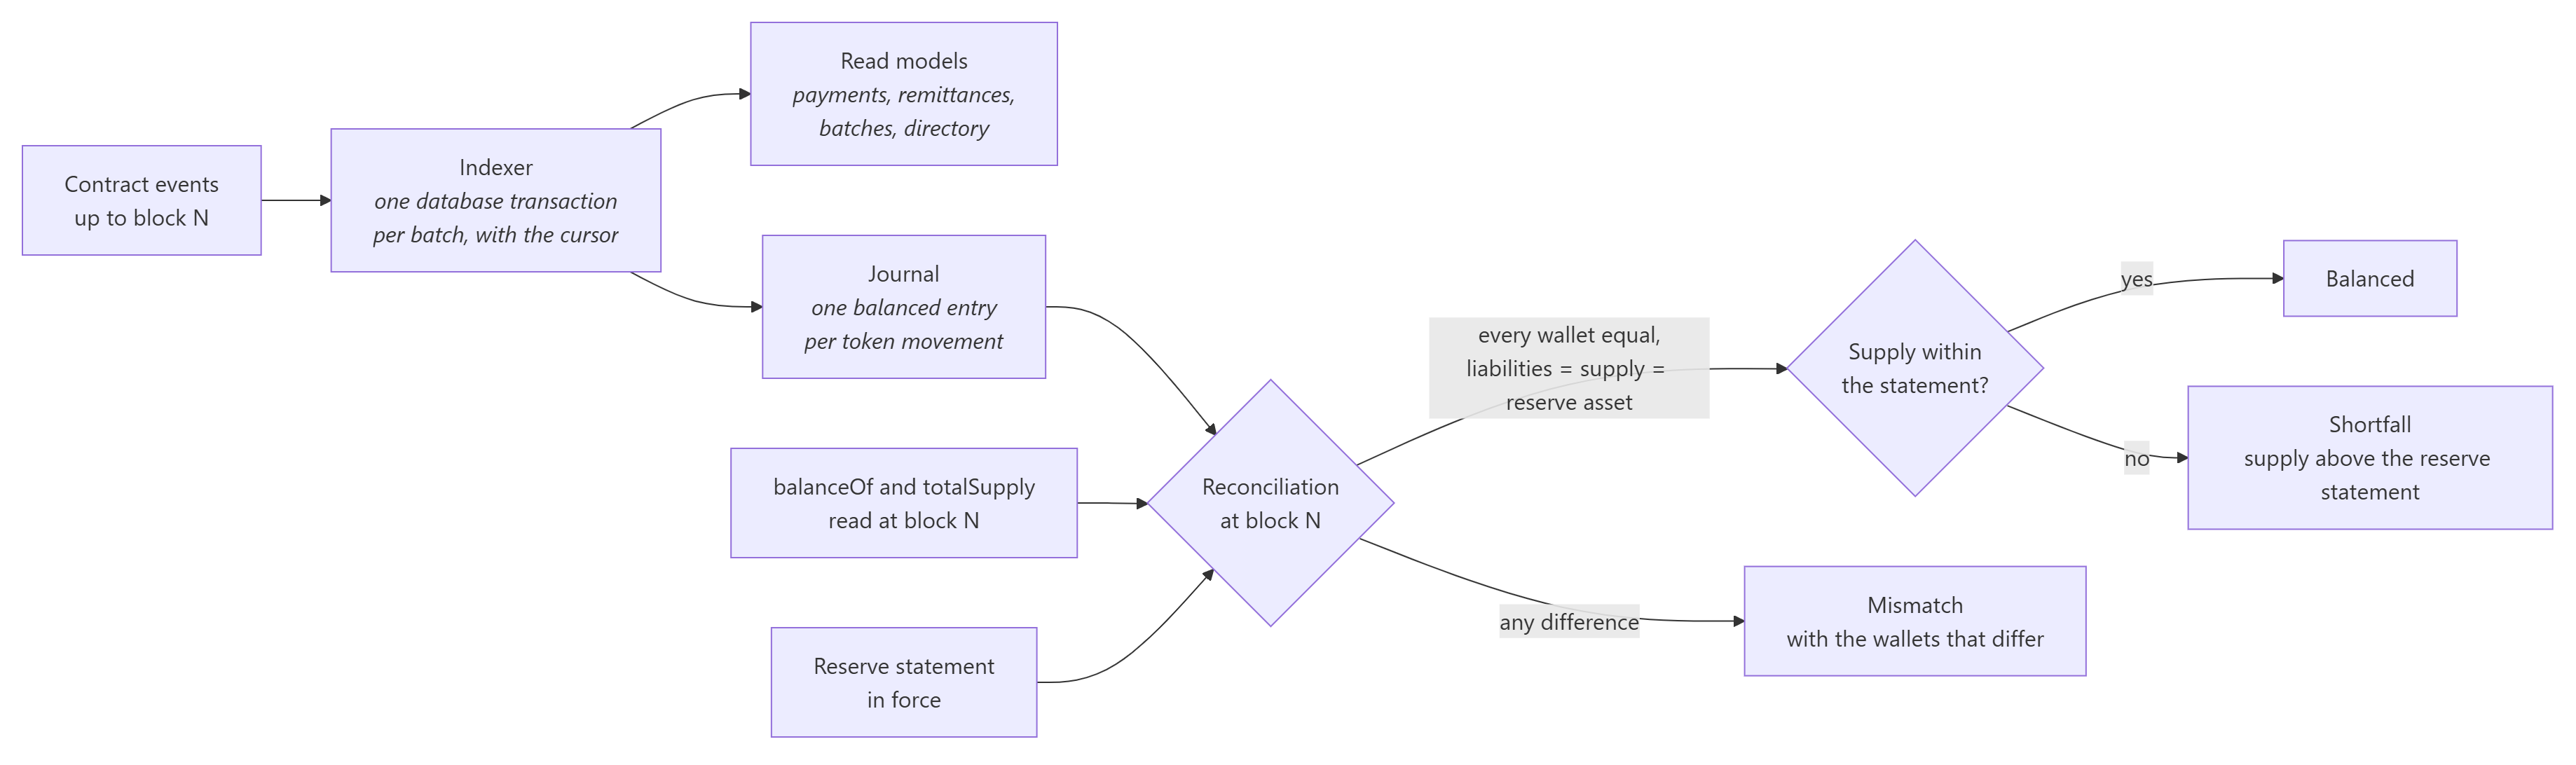 Contract events
up to block N
Indexer
one database transaction
per batch, with the cursor
Read models
payments, remittances,
batches, directory
Journal
one balanced entry
per token movement
balanceOf and totalSupply
read at block N
Reserve statement
in force
Reconciliation
at block N
every wallet equal,
liabilities = supply =
reserve asset
any difference
Supply within
the statement?
Mismatch
with the wallets that differ
yes
no
Balanced
Shortfall
supply above the reserve
statement